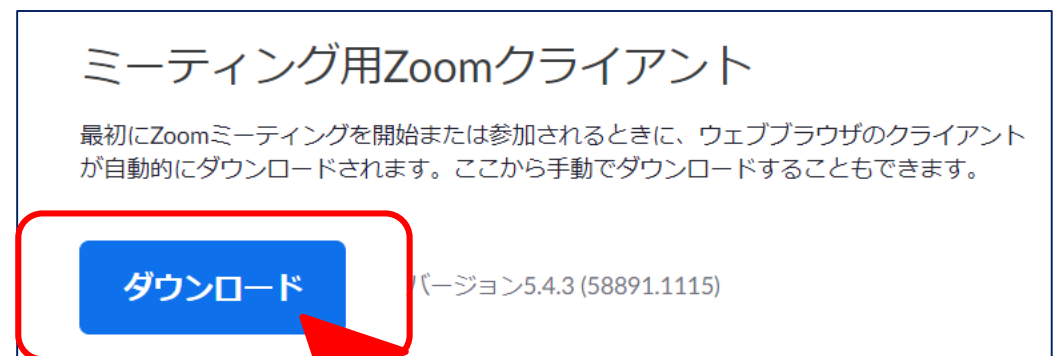 ミーティング用Zoomクライアント
最初にZoomミーティングを開始または参加されるときに、ウェブブラウザのクライアント
が自動的にダウンロードされます。ここから手動でダウンロードすることもできます。
ダウンロード
バージョン5.4.3 (58891.1115)